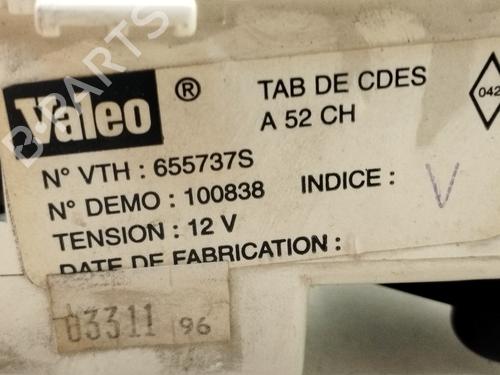 B-PARTS
Valeo ®
TAB DE CDES
A 52 CH
042
N° VTH : 655737S
N° DEMO : 100838
INDICE : V
TENSION : 12 V
DATE DE FABRICATION :
03311 96